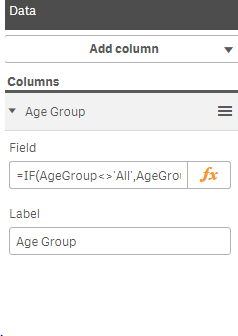 Data
Add column
Columns
Age Group
Field
=IF(AgeGroup<>'All',AgeGrou
fx
Label
Age Group